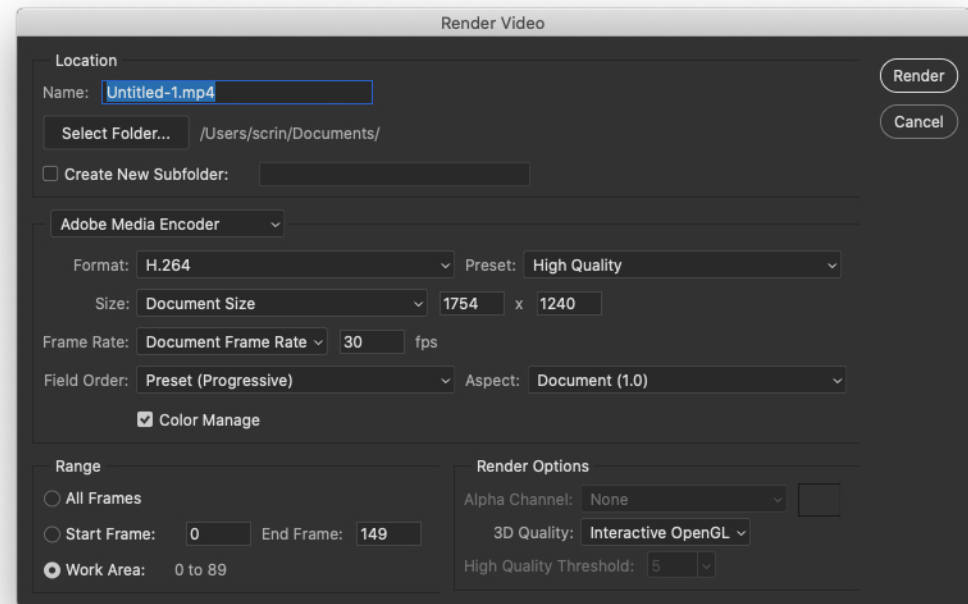 Render Video
Location
Name: Untitled-1.mp4
Render
Select Folder... /Users/scrin/Documents/
Cancel
Create New Subfolder:
Adobe Media Encoder
Format: H.264 Preset: High Quality
Size: Document Size 1754 x 1240
Frame Rate: Document Frame Rate 30 fps
Field Order: Preset (Progressive) Aspect: Document (1.0)
Color Manage
Range
All Frames
Start Frame: 0 End Frame: 149
Work Area: 0 to 89
Render Options
Alpha Channel: None
3D Quality: Interactive OpenGL
High Quality Threshold: 5